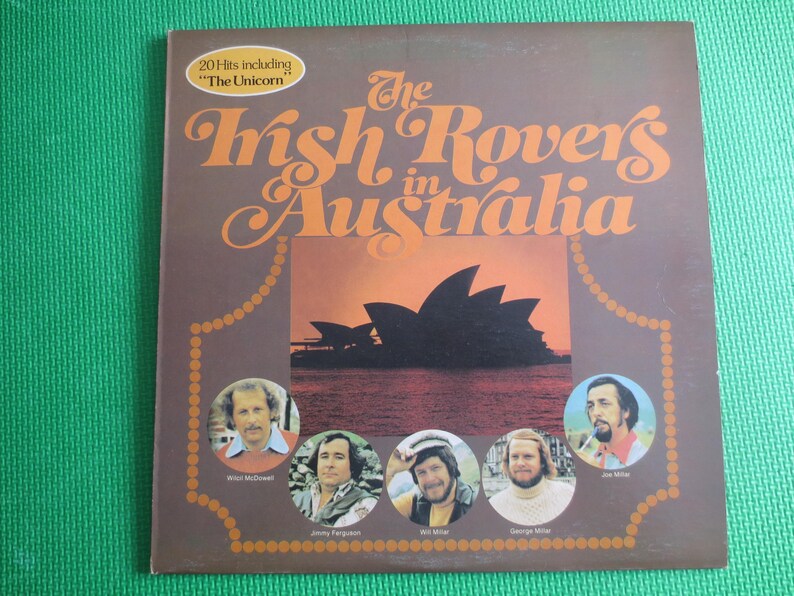 20 Hits including
"The Unicorn"
The
Irish Rovers
in
Australia
Witcil McDowell
Jimmy Ferguson
Will Millar
George Millar
Joe Millar